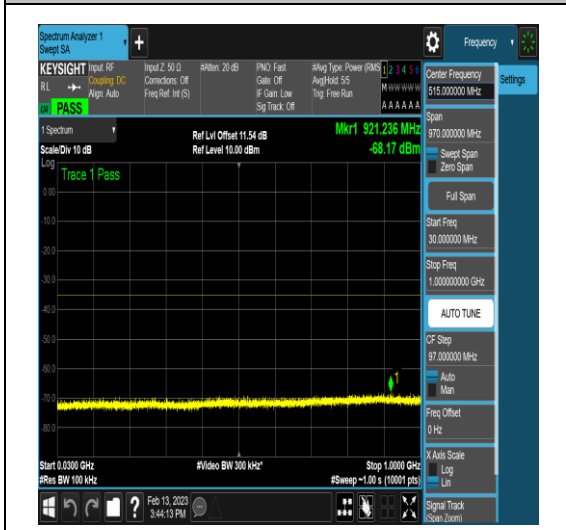 Spectrum Analyzer 1
Swept SA
Frequency
KEYSIGHT
Input: RF
Coupling: DC
Align: Auto
Input Z: 50 Ω
Corrections: Off
Freq Ref: Int (S)
#Atten: 20 dB
PNO: Fast
Gate: Off
IF Gain: Low
Sig Track: Off
#Avg Type: Power (RMS
Avg|Hold: 5/5
Trig: Free Run
1 2 3 4 5 6
M W W W W W
A A A A A A
RL
PASS
Center Frequency
515.000000 MHz
Settings
Span
970.000000 MHz
Swept Span
Zero Span
Full Span
Start Freq
30.000000 MHz
Stop Freq
1.000000000 GHz
AUTO TUNE
CF Step
97.000000 MHz
Auto
Man
Freq Offset
0 Hz
X Axis Scale
Log
Lin
Signal Track
(Span Zoom)
1 Spectrum
Scale/Div 10 dB
Ref Lvl Offset 11.54 dB
Ref Level 10.00 dBm
Mkr1 921.236 MHz
-68.17 dBm
Log
Trace 1 Pass
0.00
-10.0
-20.0
-30.0
-40.0
-50.0
-60.0
-70.0
-80.0
1
Start 0.0300 GHz
#Res BW 100 kHz
#Video BW 300 kHz*
Stop 1.0000 GHz
#Sweep ~1.00 s (10001 pts)
?
Feb 13, 2023
3:44:13 PM